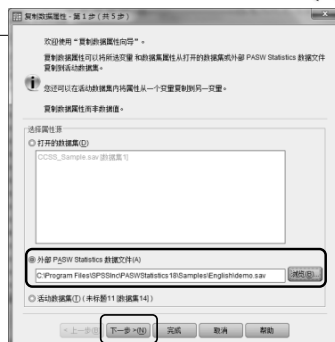 复制数据属性 - 第 1 步 (共 5 步)
欢迎使用“复制数据属性向导”。
复制数据属性可以将所选变量和数据集属性从打开的数据集或外部 PASW Statistics 数据文件
复制到活动数据集。
您还可以在活动数据集内将属性从一个变量复制到另一变量。
复制数据属性而非数据值。
选择属性源
打开的数据集(D)
CCSS_Sample.sav [数据集1]
外部 PASW Statistics 数据文件(A)
C:\Program Files\SPSSInc\PASWStatistics18\Samples\English\demo.sav
浏览(B)...
活动数据集(T) (未标题11 [数据集14])
< 上一步(B)
下一步 >(N)
完成
取消
帮助